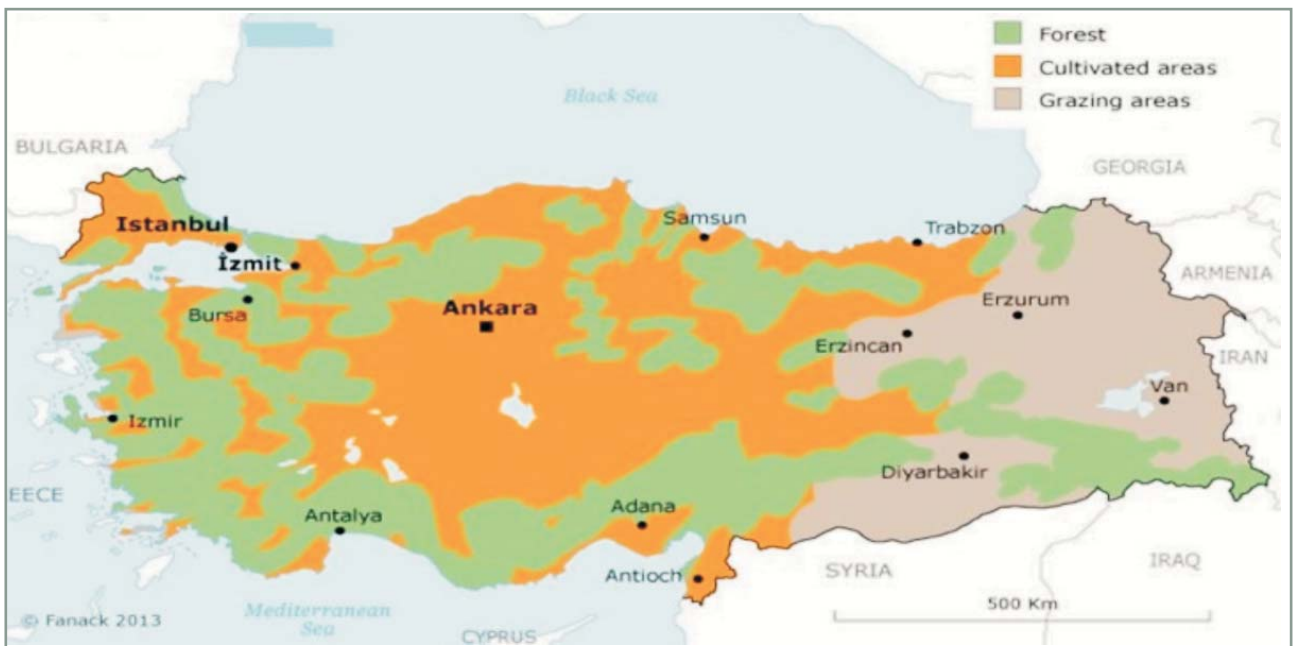 Forest
Cultivated areas
Grazing areas
Black Sea
BULGARIA
GEORGIA
Istanbul
Samsun
Trabzon
İzmit
ARMENIA
Bursa
Ankara
Erzurum
Erzincan
IRAN
Van
Izmir
Diyarbakir
EECE
Antalya
Adana
Antioch
SYRIA
IRAQ
500 Km
Mediterranean
Sea
© Fanack 2013
CYPRUS